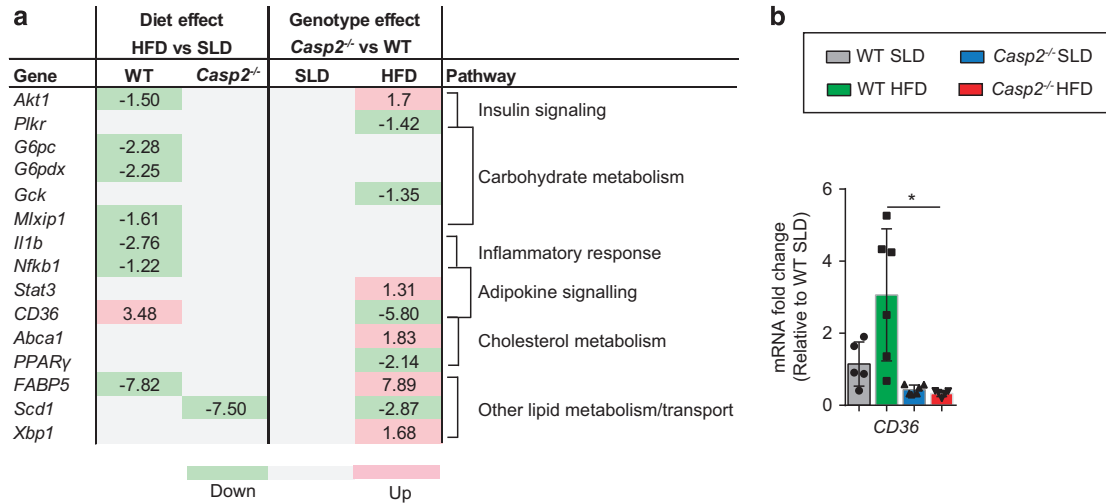 a
Diet effect Genotype effect
HFD vs SLD Casp2-/- vs WT
Gene WT Casp2-/- SLD HFD Pathway
Akt1 -1.50 1.7
Insulin signaling
Plkr -1.42
G6pc -2.28
G6pdx -2.25
Carbohydrate metabolism
Gck -1.35
Mlxip1 -1.61
Il1b -2.76
Inflammatory response
Nfkb1 -1.22
Stat3 1.31
Adipokine signalling
CD36 3.48 -5.80
Abca1 1.83
Cholesterol metabolism
PPARγ -2.14
FABP5 -7.82 7.89
Scd1 -7.50 -2.87 Other lipid metabolism/transport
Xbp1 1.68
Down Up
b
WT SLD Casp2-/- SLD
WT HFD Casp2-/- HFD
mRNA fold change
(Relative to WT SLD)
6
4
2
0
*
CD36